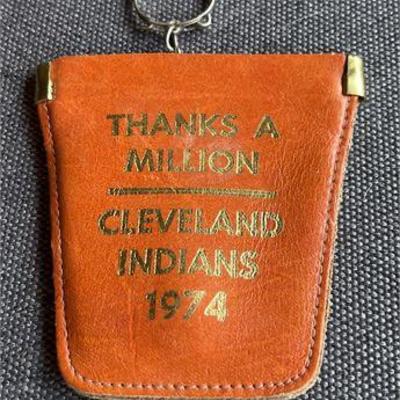 THANKS A
MILLION
CLEVELAND
INDIANS
1974